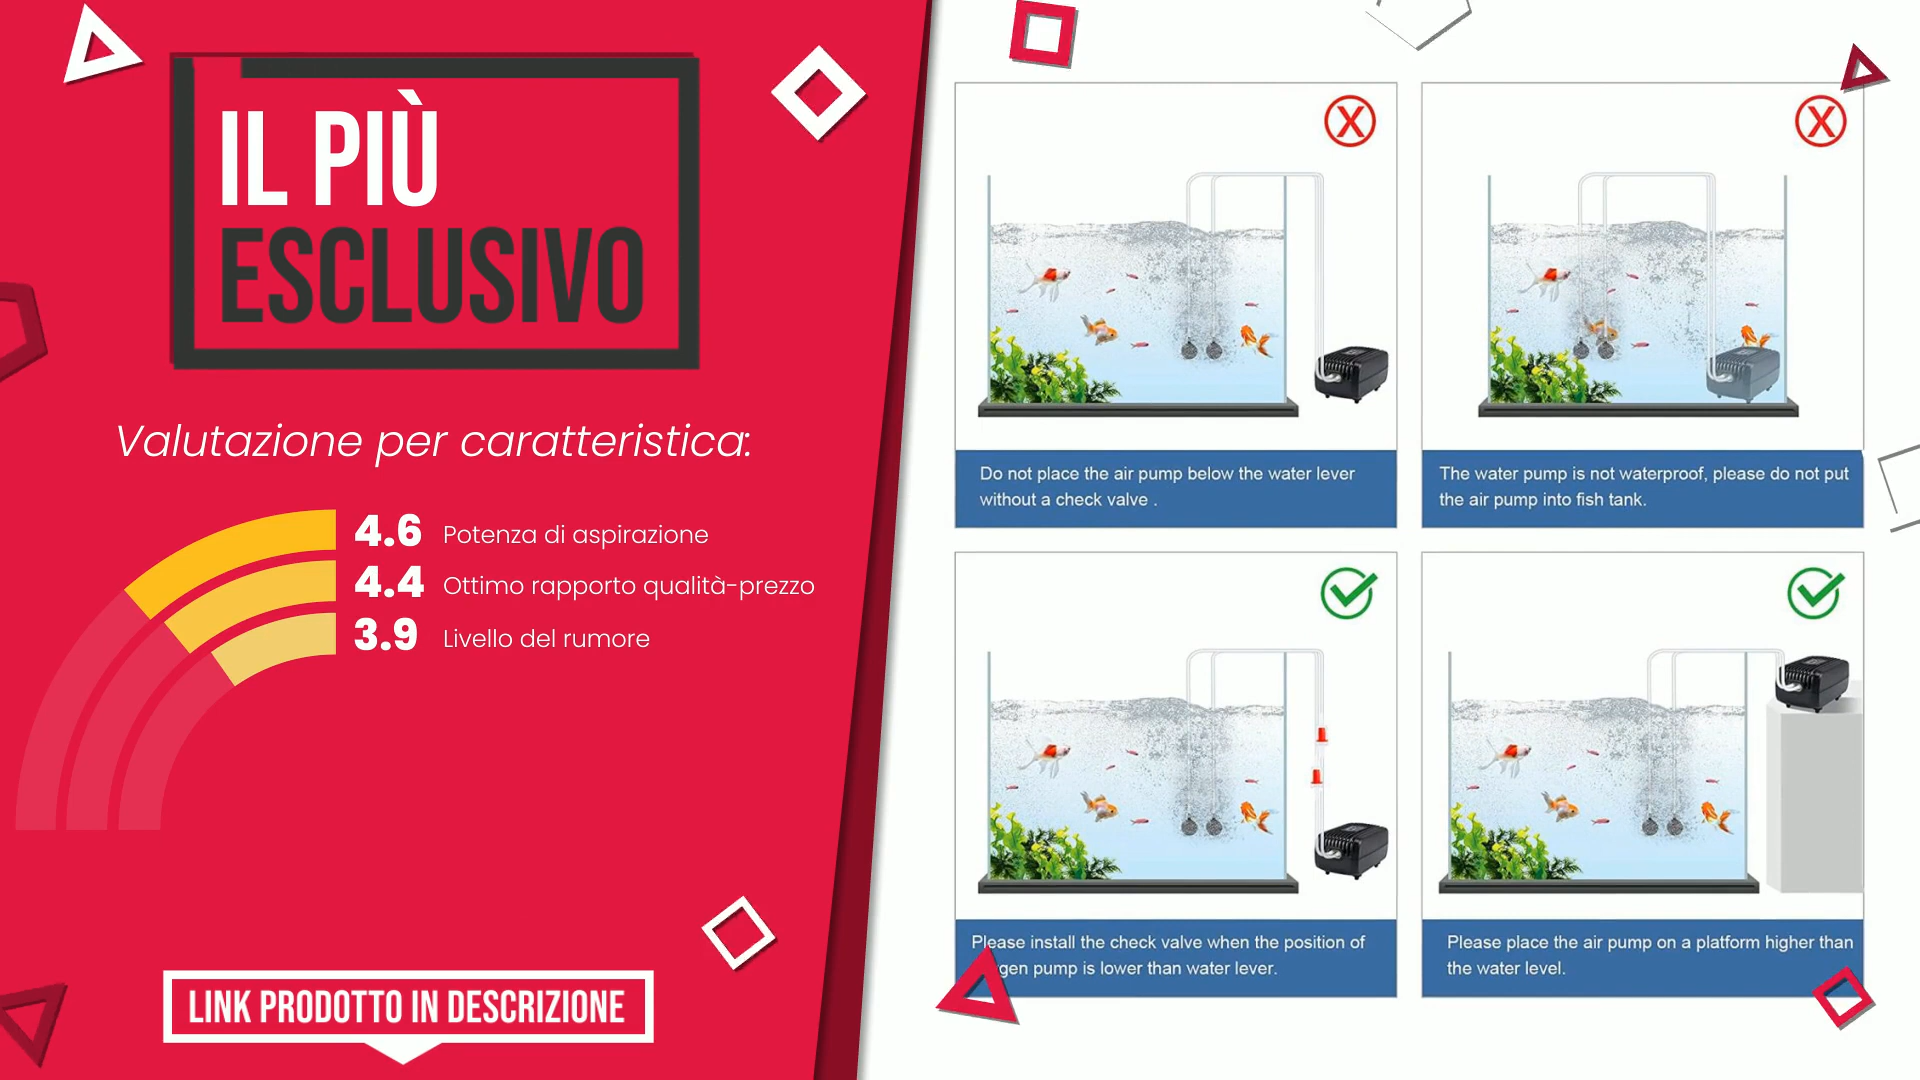 IL PIÙ
ESCLUSIVO
Valutazione per caratteristica:
4.6 Potenza di aspirazione
4.4 Ottimo rapporto qualità-prezzo
3.9 Livello del rumore
LINK PRODOTTO IN DESCRIZIONE
X
Do not place the air pump below the water lever
without a check valve .
X
The water pump is not waterproof, please do not put
the air pump into fish tank.
Please install the check valve when the position of
pump is lower than water lever.
Please place the air pump on a platform higher than
the water level.